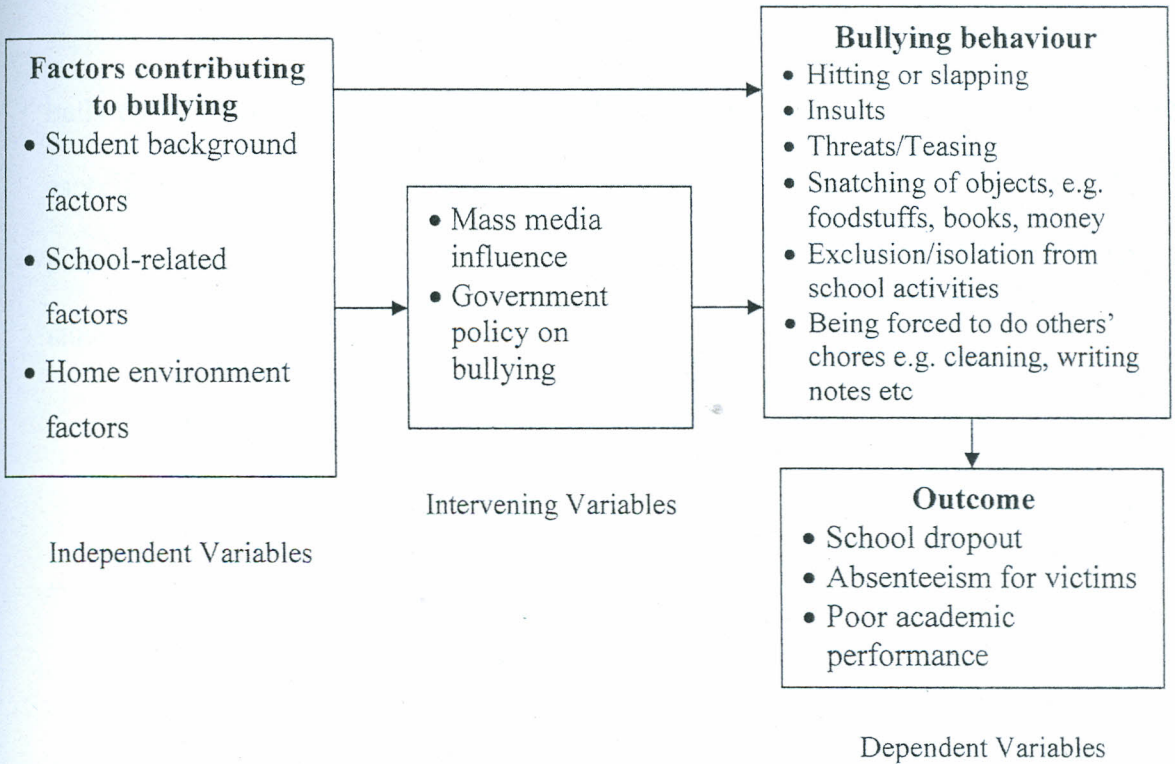 Factors contributing
to bullying
• Student background
factors
• School-related
factors
• Home environment
factors
Independent Variables
• Mass media
influence
• Government
policy on
bullying
Intervening Variables
Bullying behaviour
• Hitting or slapping
• Insults
• Threats/Teasing
• Snatching of objects, e.g.
foodstuffs, books, money
• Exclusion/isolation from
school activities
• Being forced to do others’
chores e.g. cleaning, writing
notes etc
Outcome
• School dropout
• Absenteeism for victims
• Poor academic
performance
Dependent Variables